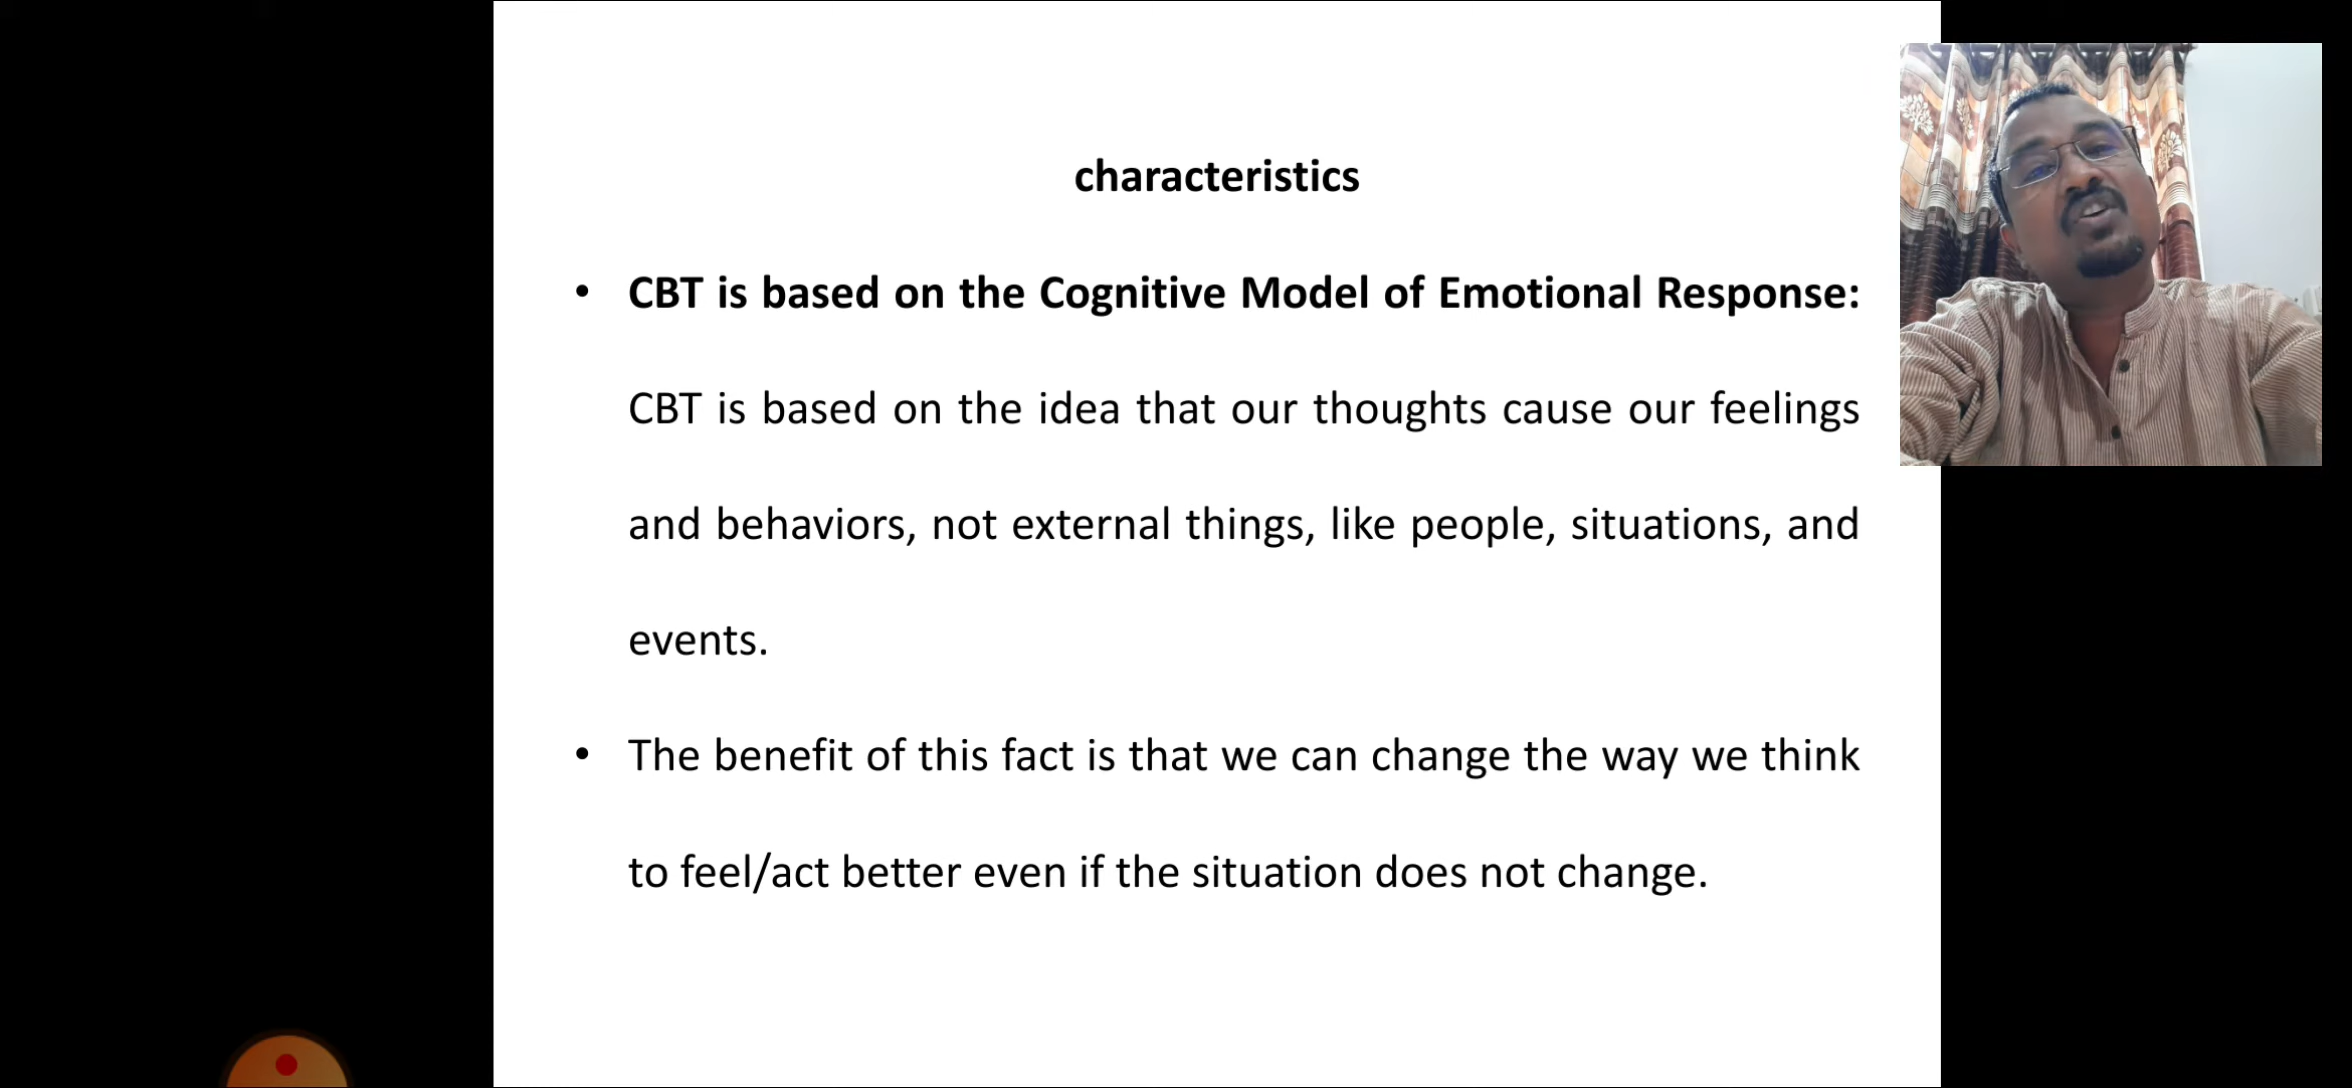 characteristics
• CBT is based on the Cognitive Model of Emotional Response:
CBT is based on the idea that our thoughts cause our feelings
and behaviors, not external things, like people, situations, and
events.
• The benefit of this fact is that we can change the way we think
to feel/act better even if the situation does not change.